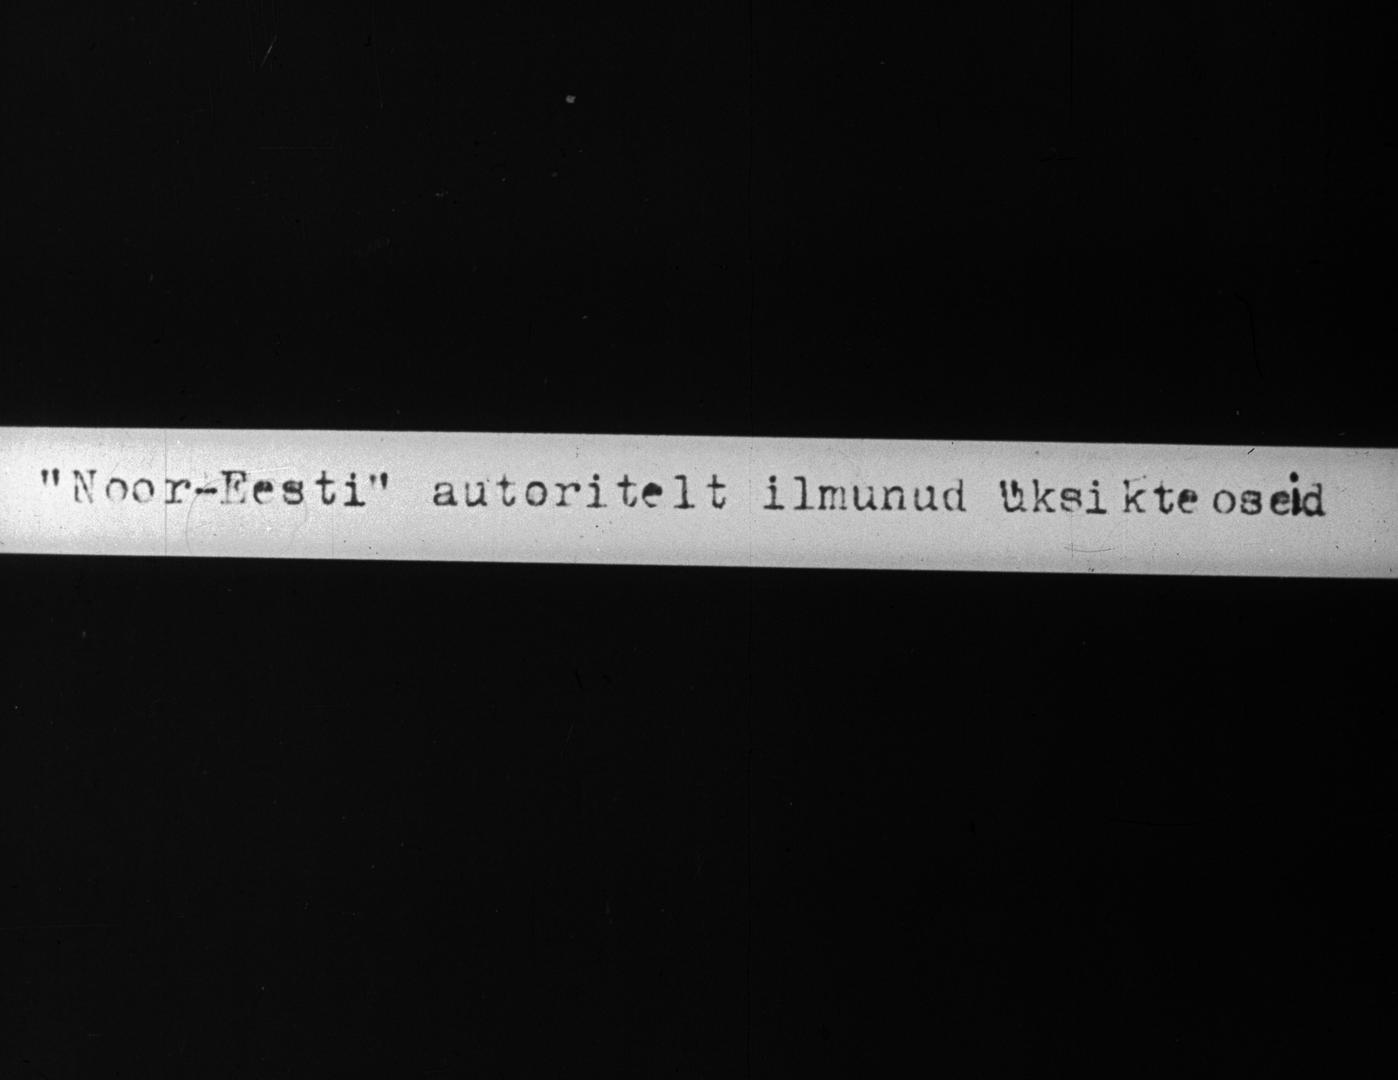 "Noor-Eesti" autoritelt ilmunud üksikteoseid